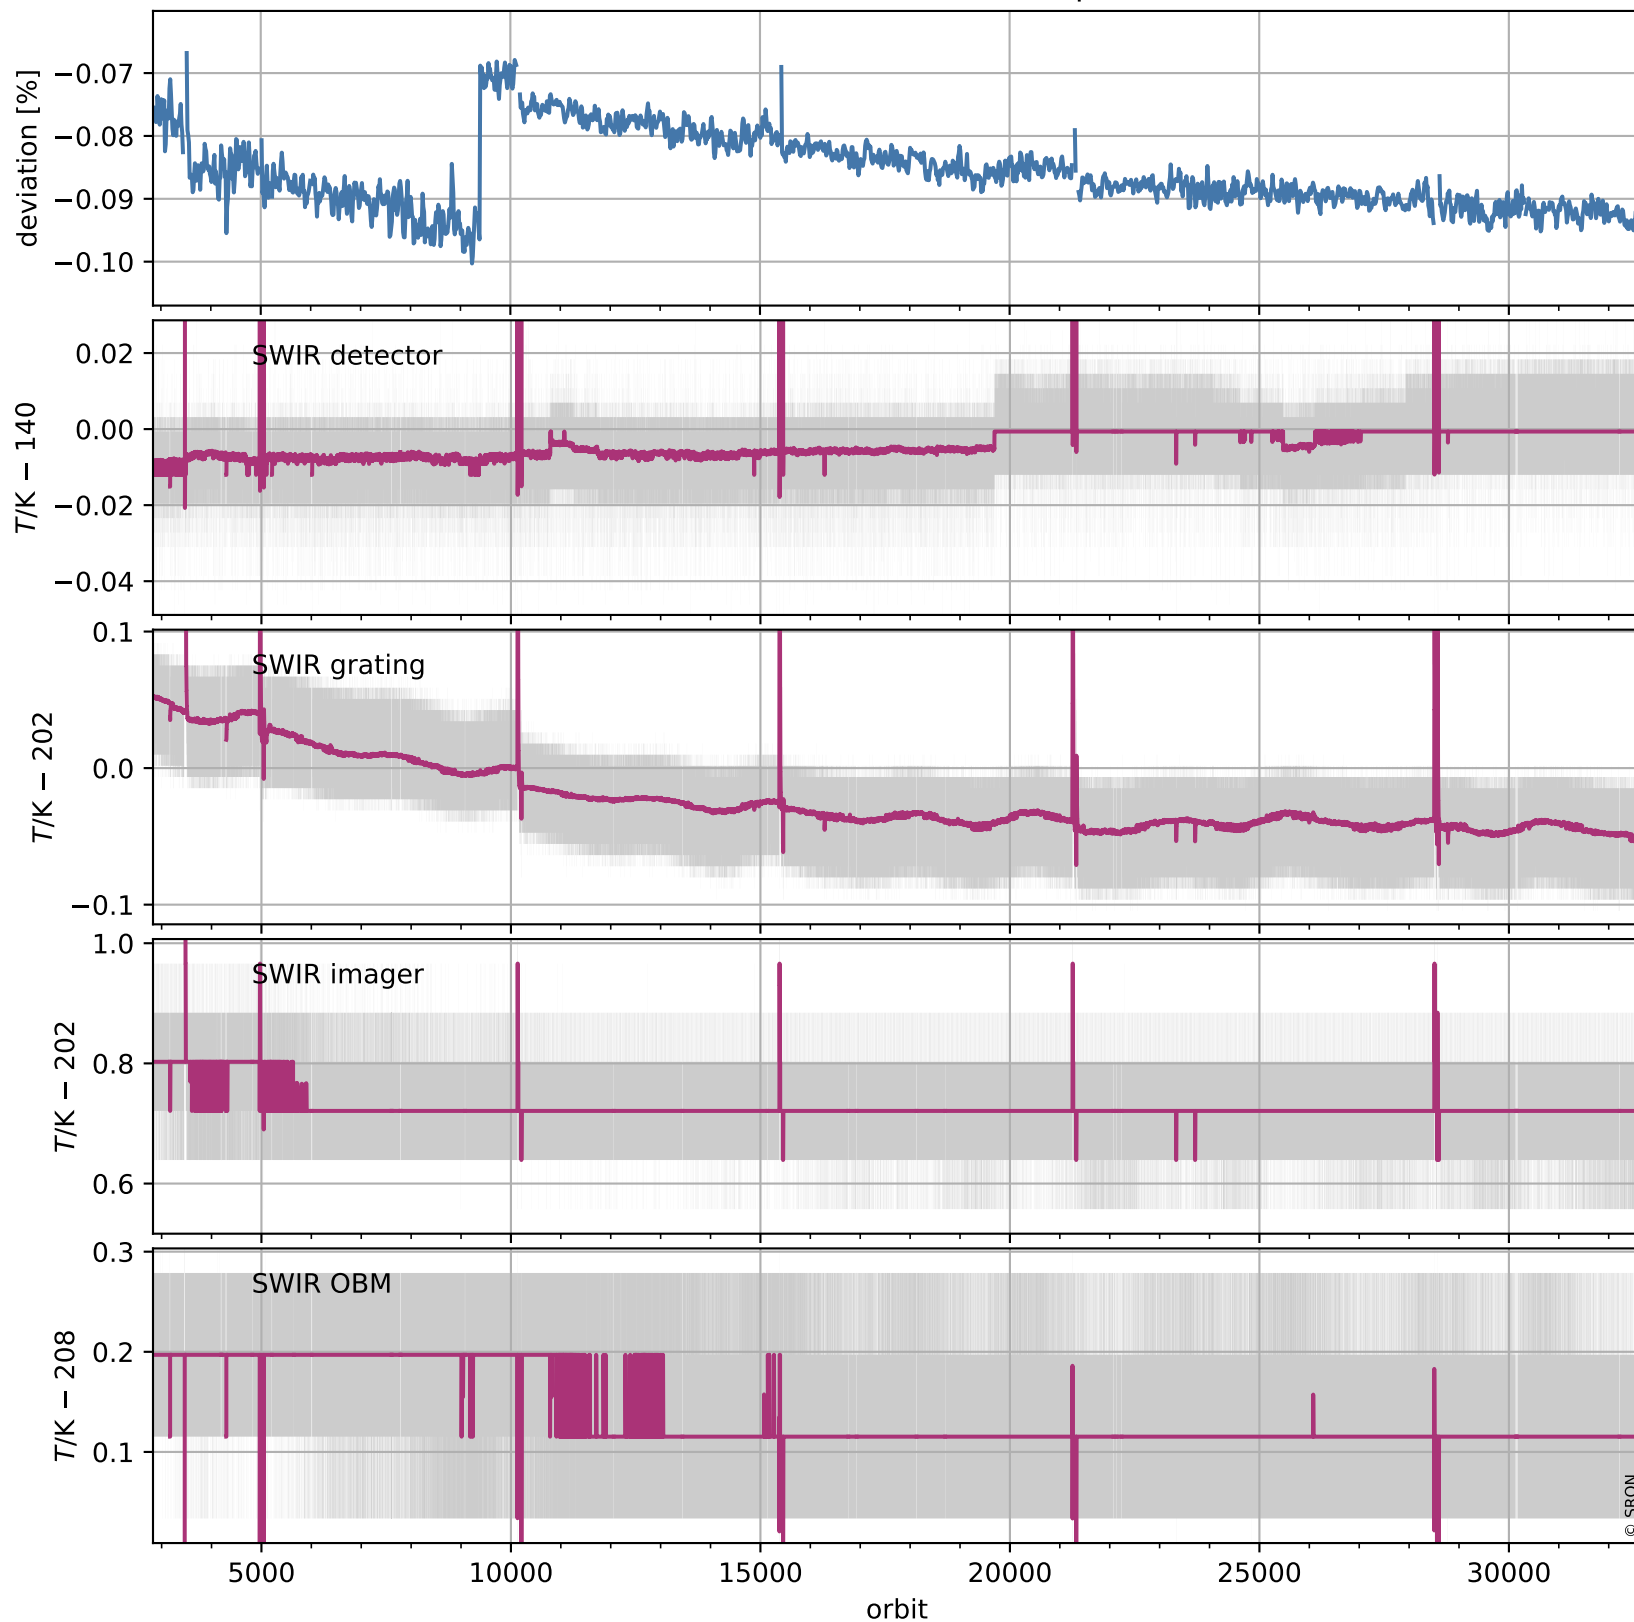 deviation [%]
−0.07
−0.08
−0.09
−0.10
SWIR detector
T/K − 140
0.02
0.00
−0.02
−0.04
SWIR grating
T/K − 202
0.1
0.0
−0.1
SWIR imager
T/K − 202
1.0
0.8
0.6
SWIR OBM
T/K − 208
0.3
0.2
0.1
5000 10000 15000 20000 25000 30000
orbit
© SRON